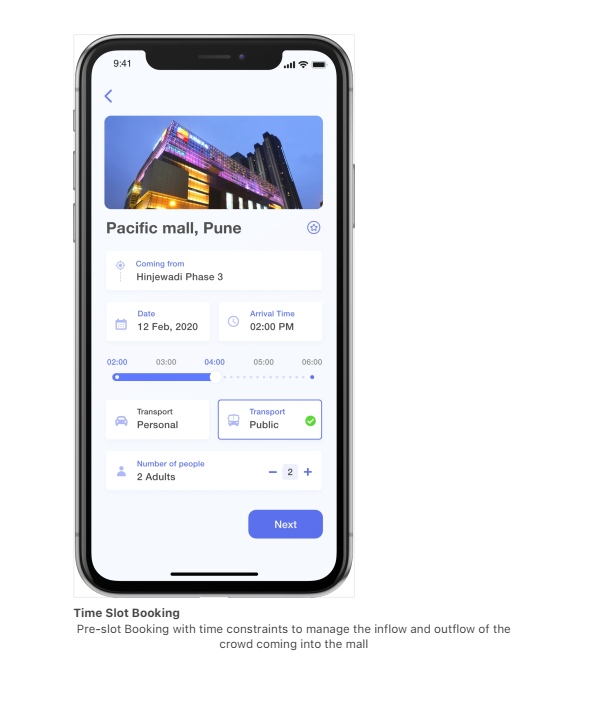 9:41
Pacific mall, Pune
Coming from
Hinjewadi Phase 3
Date
12 Feb, 2020
Arrival Time
02:00 PM
02:00 03:00 04:00 05:00 06:00
Transport
Personal
Transport
Public
Number of people
2 Adults
2
Next
Time Slot Booking
Pre-slot Booking with time constraints to manage the inflow and outflow of the
crowd coming into the mall